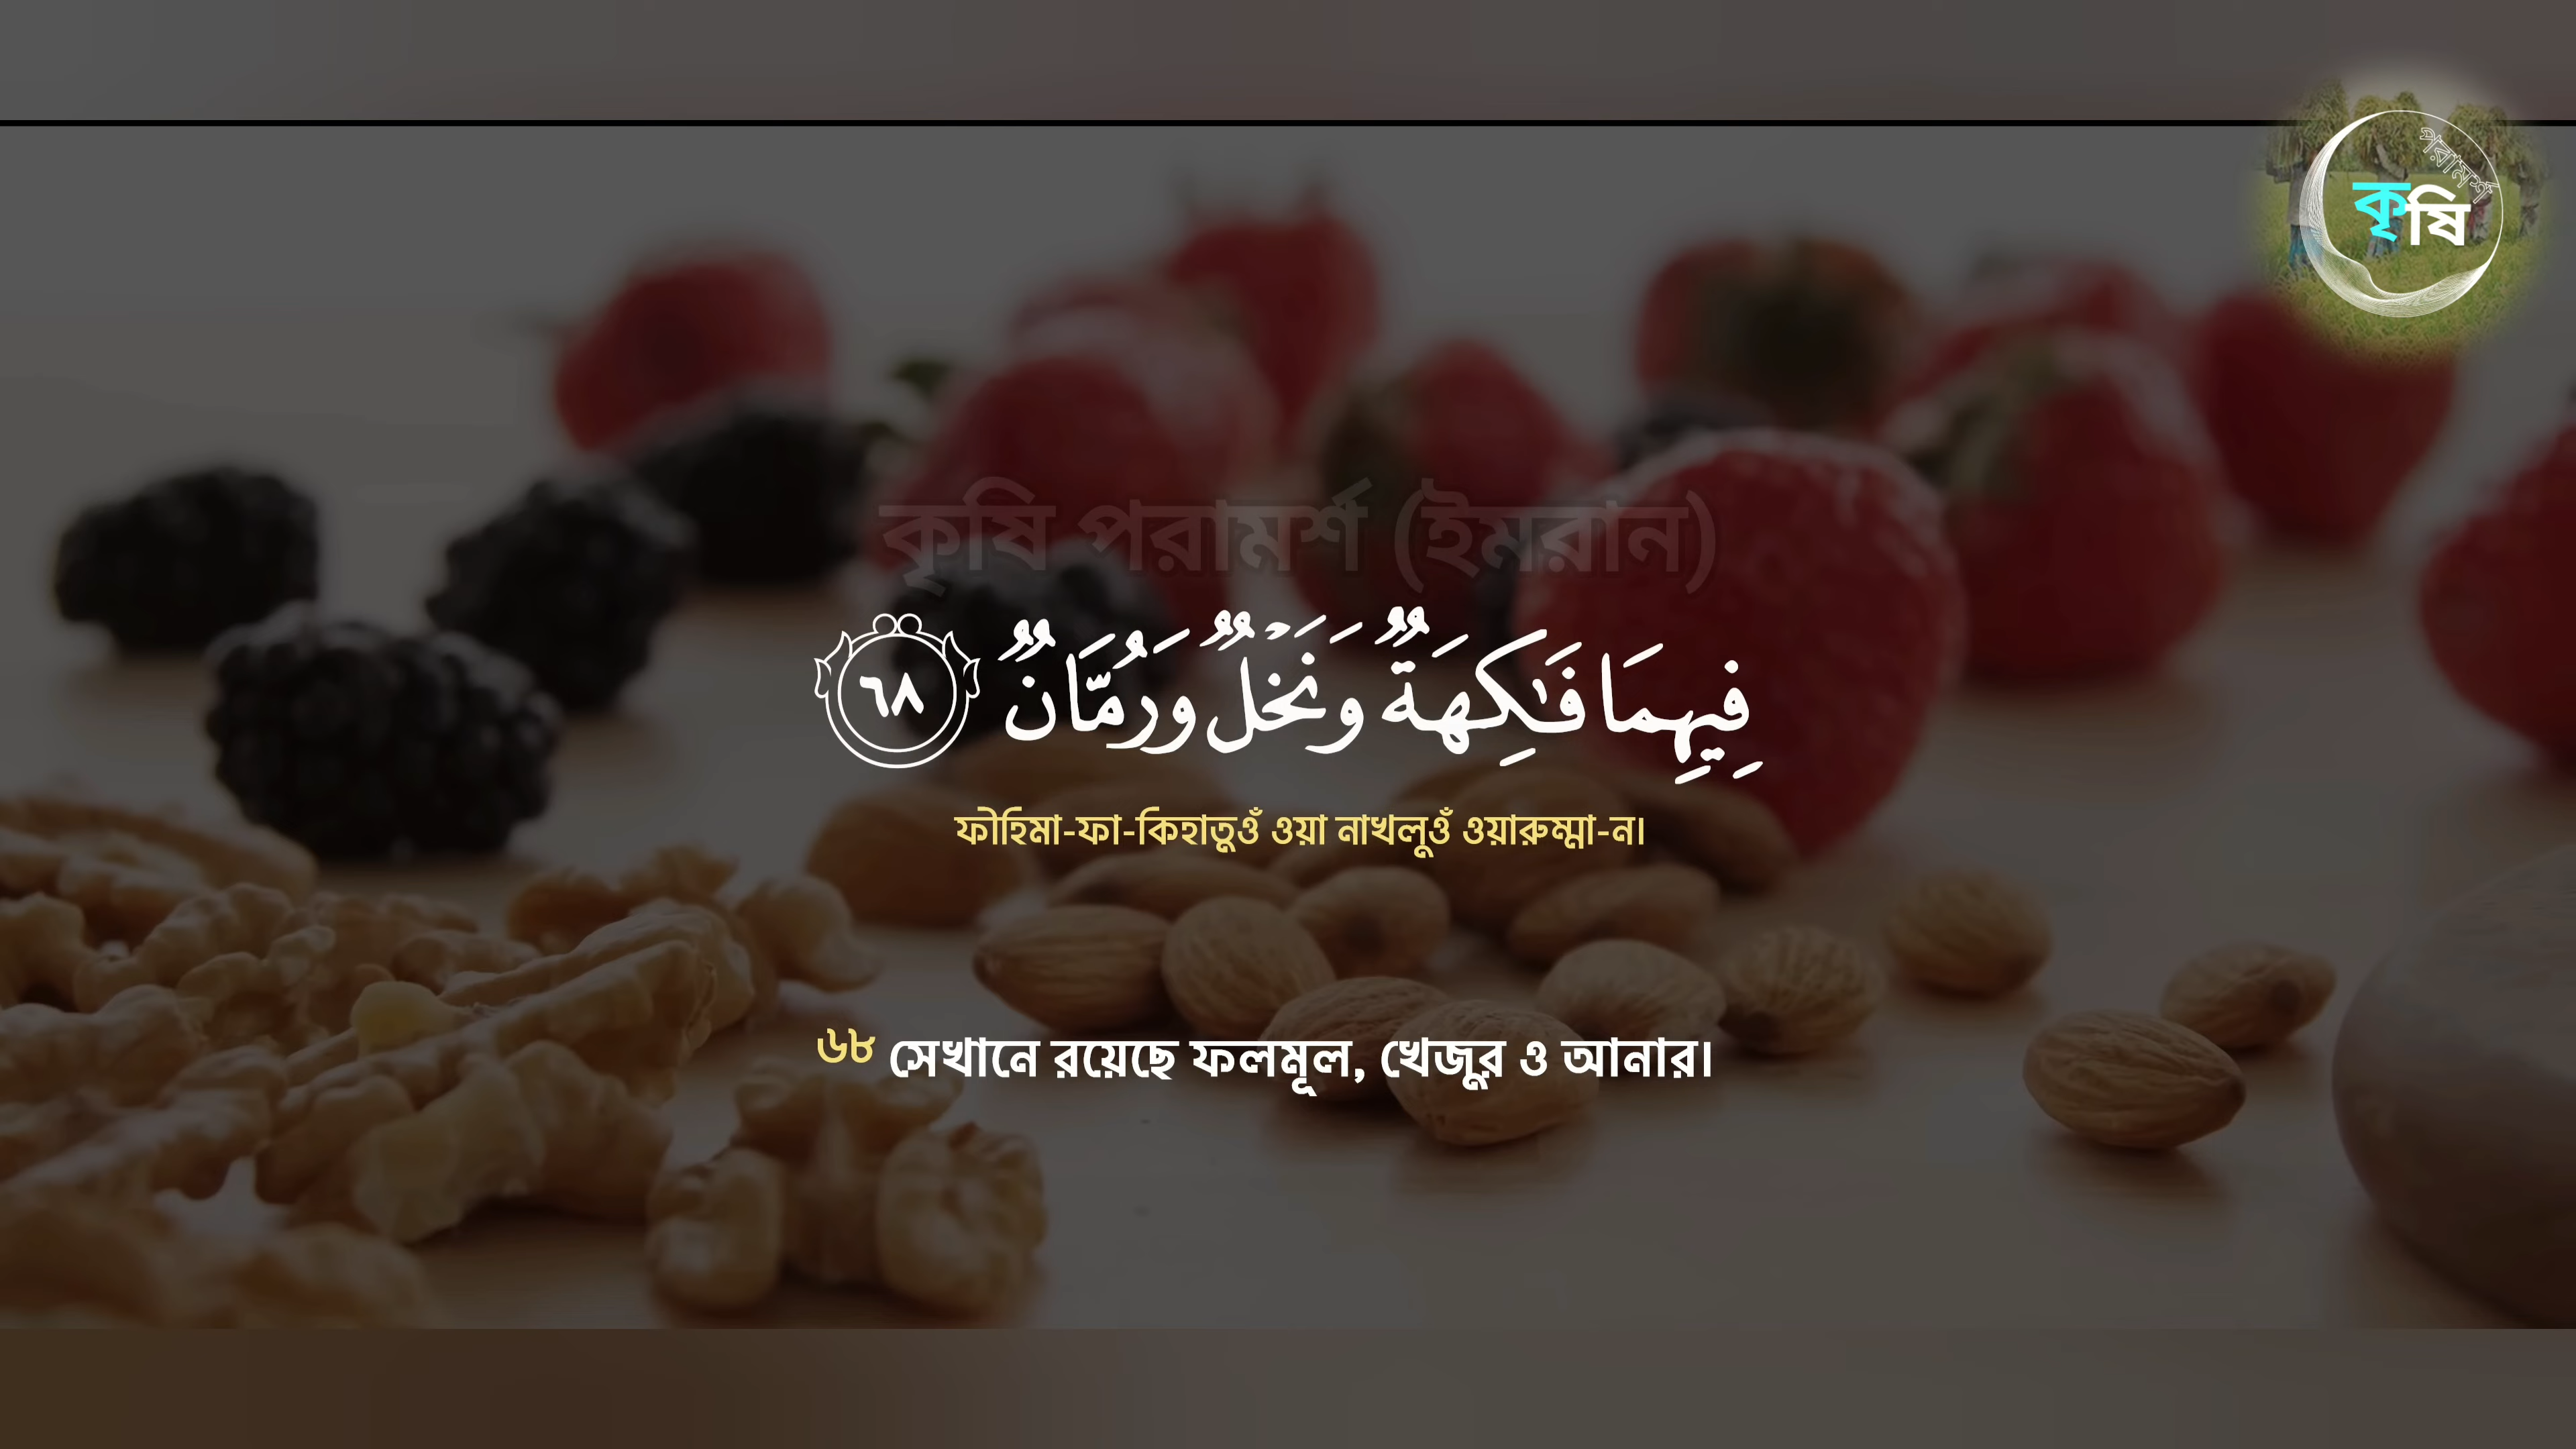 পরামর্শ
কৃষি
কৃষি পরামর্শ (ইমরান)
فِيهِمَا فَـٰكِهَةٌ وَنَخْلٌ وَرُمَّانٌ ٦٨
ফীহিমা-ফা-কিহাতুওঁ ওয়া নাখলুওঁ ওয়ারুম্মা-ন।
৬৮ সেখানে রয়েছে ফলমূল, খেজুর ও আনার।